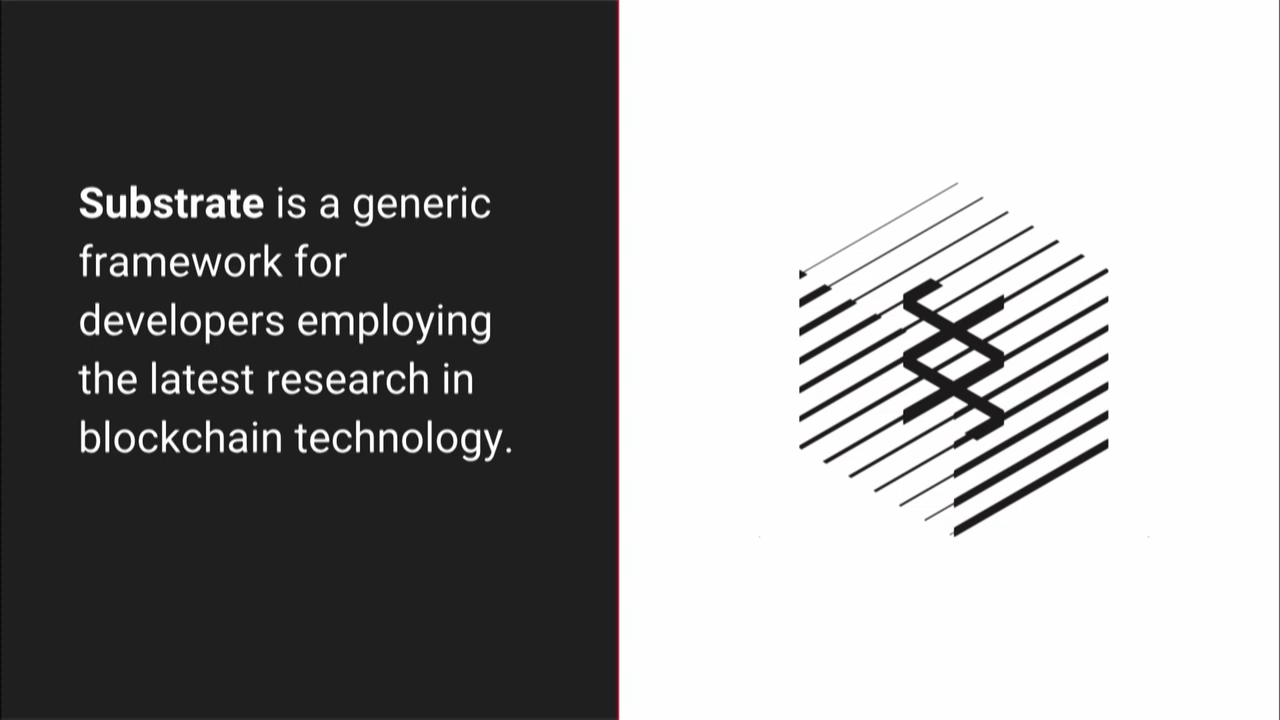 Substrate is a generic
framework for
developers employing
the latest research in
blockchain technology.